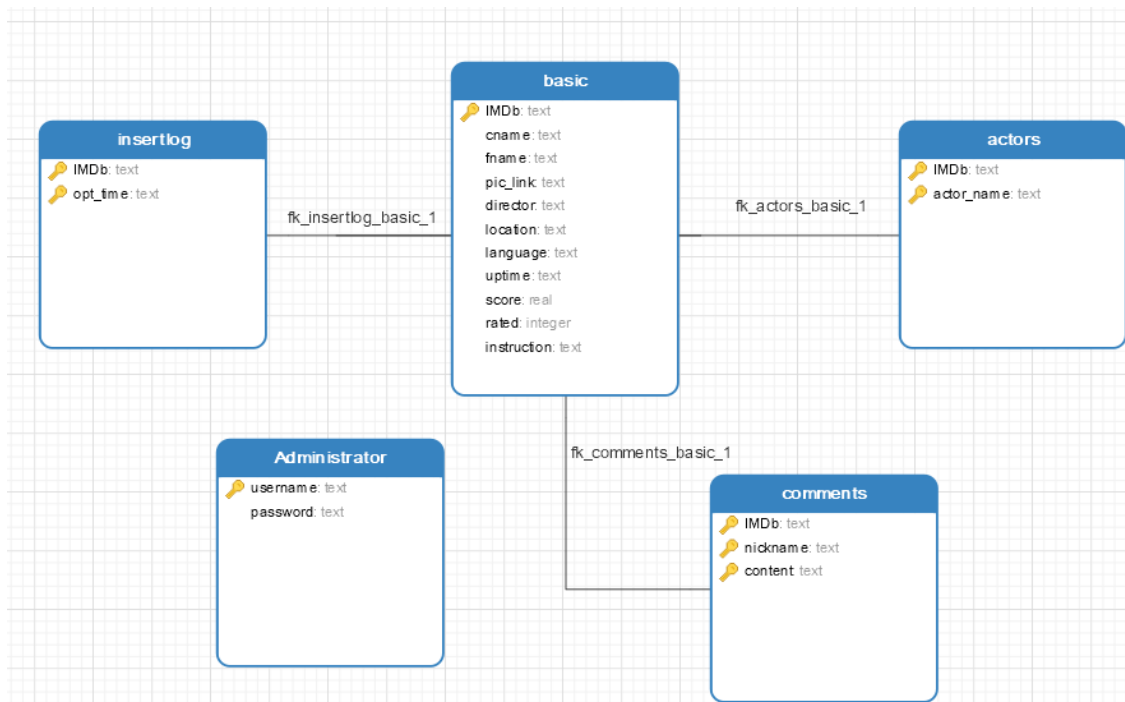 basic
IMDb: text
cname: text
fname: text
pic_link: text
director: text
location: text
language: text
uptime: text
score: real
rated: integer
instruction: text
insertlog
IMDb: text
opt_time: text
fk_insertlog_basic_1
actors
IMDb: text
actor_name: text
fk_actors_basic_1
Administrator
username: text
password: text
fk_comments_basic_1
comments
IMDb: text
nickname: text
content: text